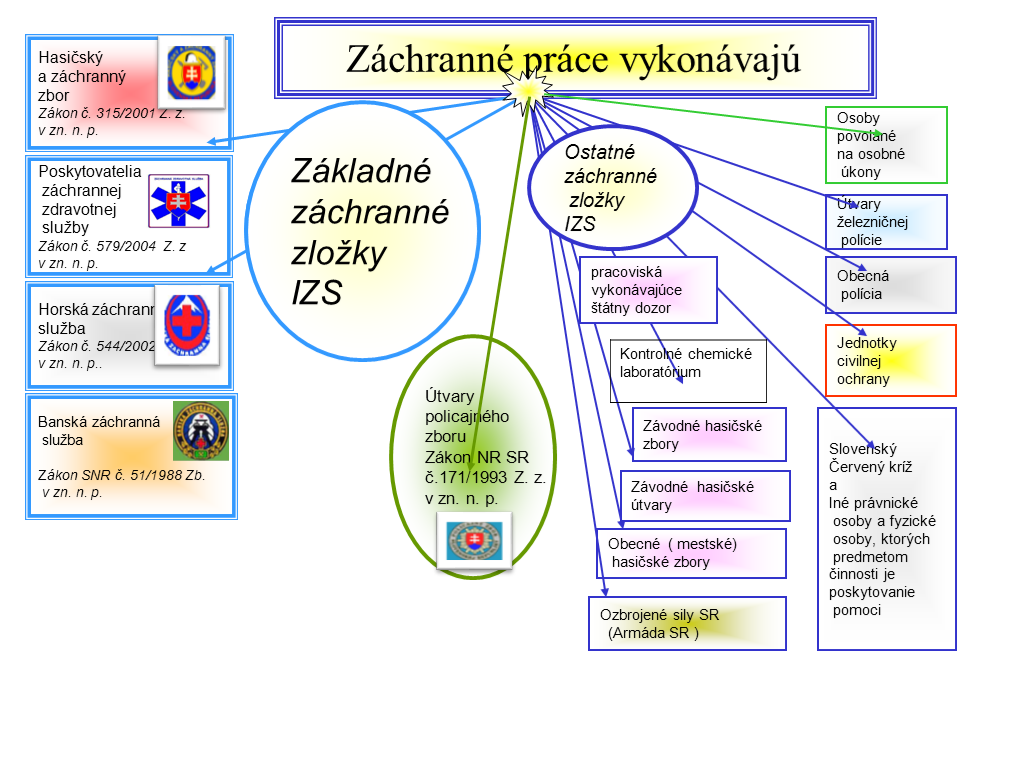 Záchranné práce vykonávajú
Hasičský
a záchranný
zbor
Zákon č. 315/2001 Z. z.
v zn. n. p.
Poskytovatelia
záchrannej
zdravotnej
služby
Zákon č. 579/2004 Z. z
v zn. n. p.
Horská záchrann
služba
Zákon č. 544/2002
v zn. n. p..
Banská záchranná
služba
Zákon SNR č. 51/1988 Zb.
v zn. n. p.
Základné
záchranné
zložky
IZS
Útvary
policajného
zboru
Zákon NR SR
č.171/1993 Z. z.
v zn. n. p.
Ostatné
záchranné
zložky
IZS
pracoviská
vykonávajúce
štátny dozor
Kontrolné chemické
laboratórium
Závodné hasičské
zbory
Závodné hasičské
útvary
Obecné ( mestské)
hasičské zbory
Ozbrojené sily SR
(Armáda SR )
Osoby
povolané
na osobné
úkony
Útvary
železničnej
polície
Obecná
polícia
Jednotky
civilnej
ochrany
Slovenský
Červený kríž
a
Iné právnické
osoby a fyzické
osoby, ktorých
predmetom
činnosti je
poskytovanie
pomoci